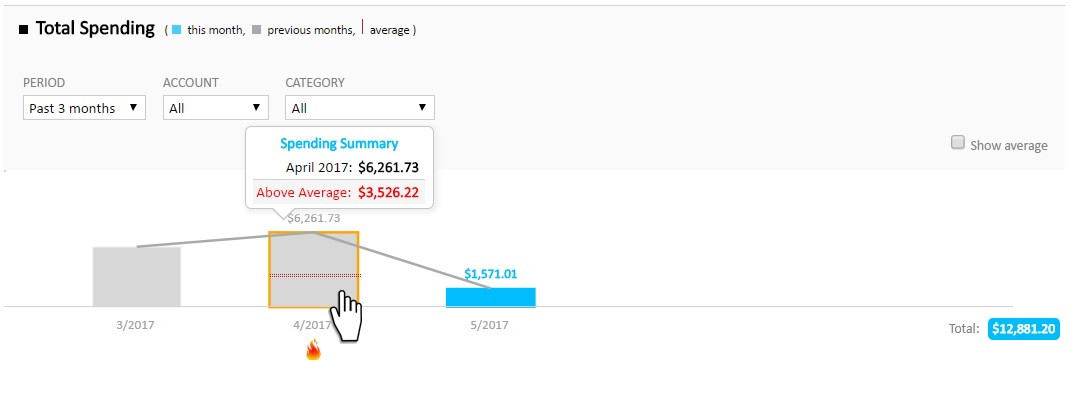 Total Spending ( this month, previous months, average )
PERIOD ACCOUNT CATEGORY
Past 3 months ▼ All ▼ All ▼
Show average
Spending Summary
April 2017: $6,261.73
Above Average: $3,526.22
$6,261.73
$1,571.01
3/2017 4/2017 5/2017
Total: $12,881.20